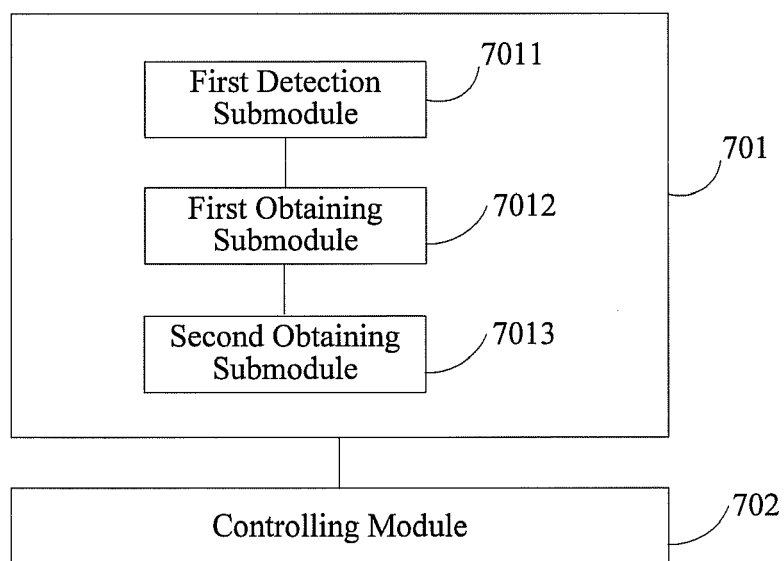 First Detection
Submodule
7011
701
First Obtaining
Submodule
7012
Second Obtaining
Submodule
7013
Controlling Module
702